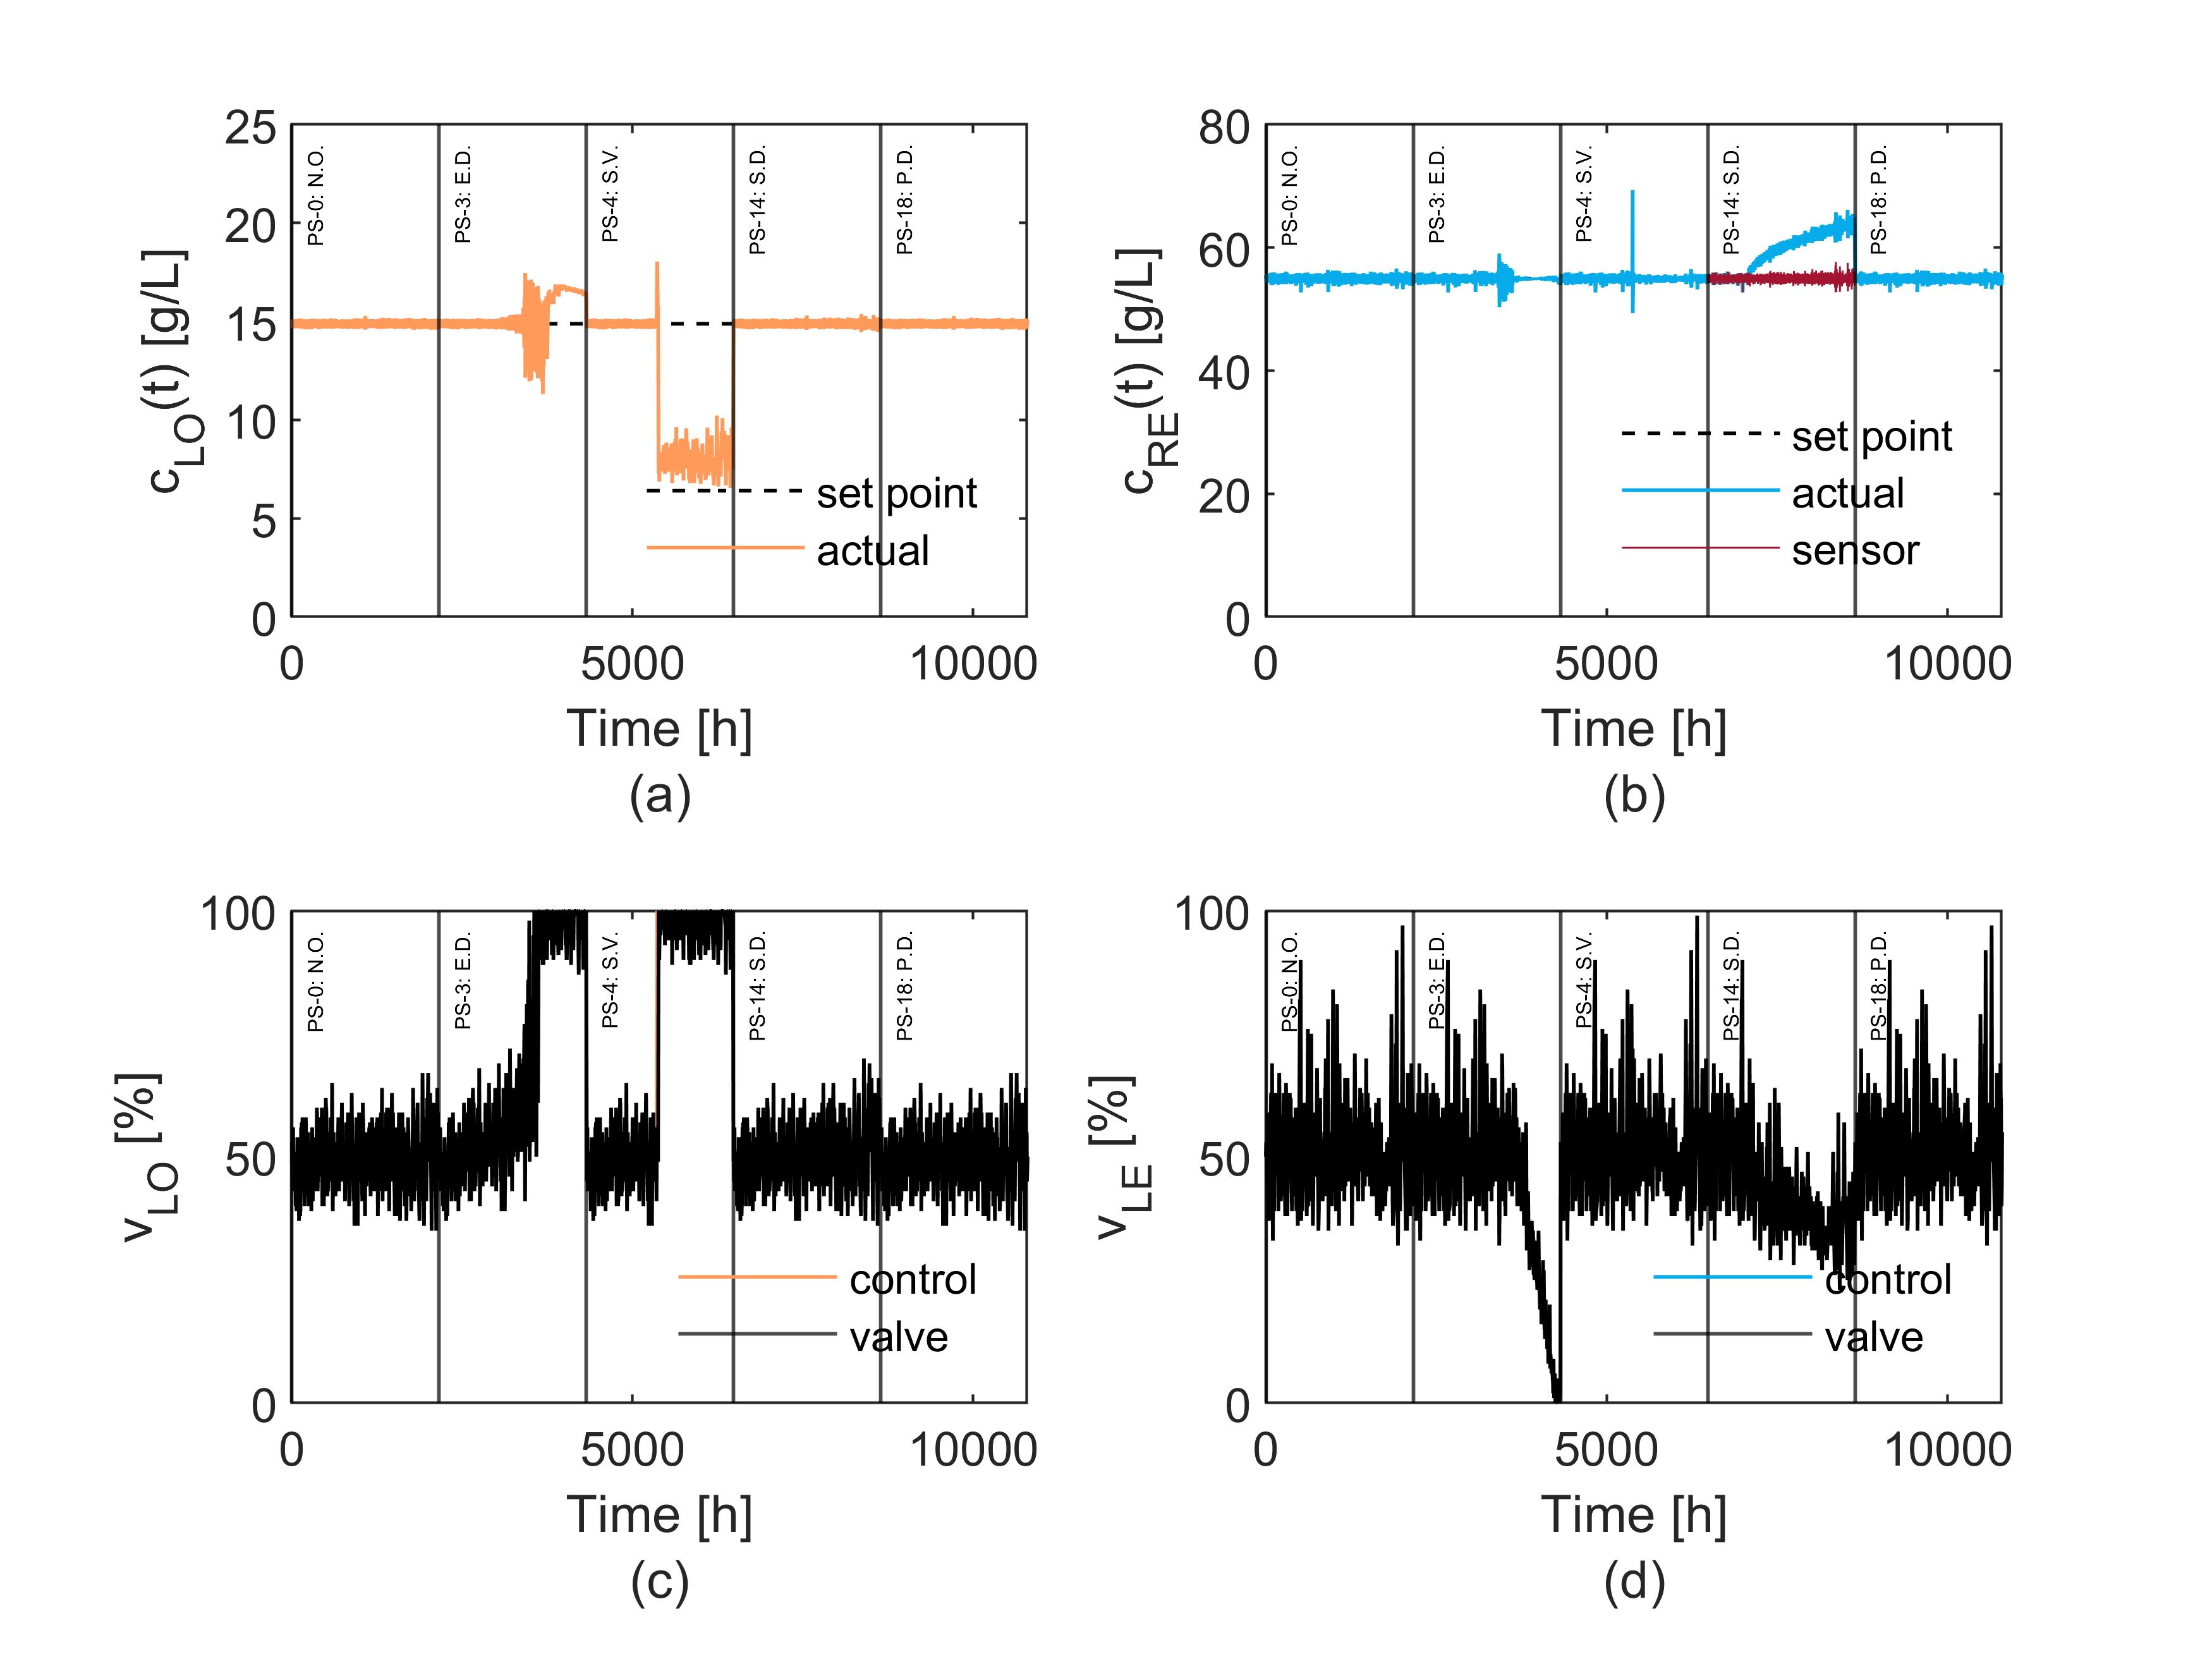 25
20
15
10
5
0
c_LO(t) [g/L]
PS-0: N.O.
PS-3: E.D.
PS-4: S.V.
PS-14: S.D.
PS-18: P.D.
set point
actual
0 5000 10000
Time [h]
(a)
80
60
40
20
0
c_RE(t) [g/L]
PS-0: N.O.
PS-3: E.D.
PS-4: S.V.
PS-14: S.D.
PS-18: P.D.
set point
actual
sensor
0 5000 10000
Time [h]
(b)
100
50
0
v_LO [%]
PS-0: N.O.
PS-3: E.D.
PS-4: S.V.
PS-14: S.D.
PS-18: P.D.
control
valve
0 5000 10000
Time [h]
(c)
100
50
0
v_LE [%]
PS-0: N.O.
PS-3: E.D.
PS-4: S.V.
PS-14: S.D.
PS-18: P.D.
control
valve
0 5000 10000
Time [h]
(d)